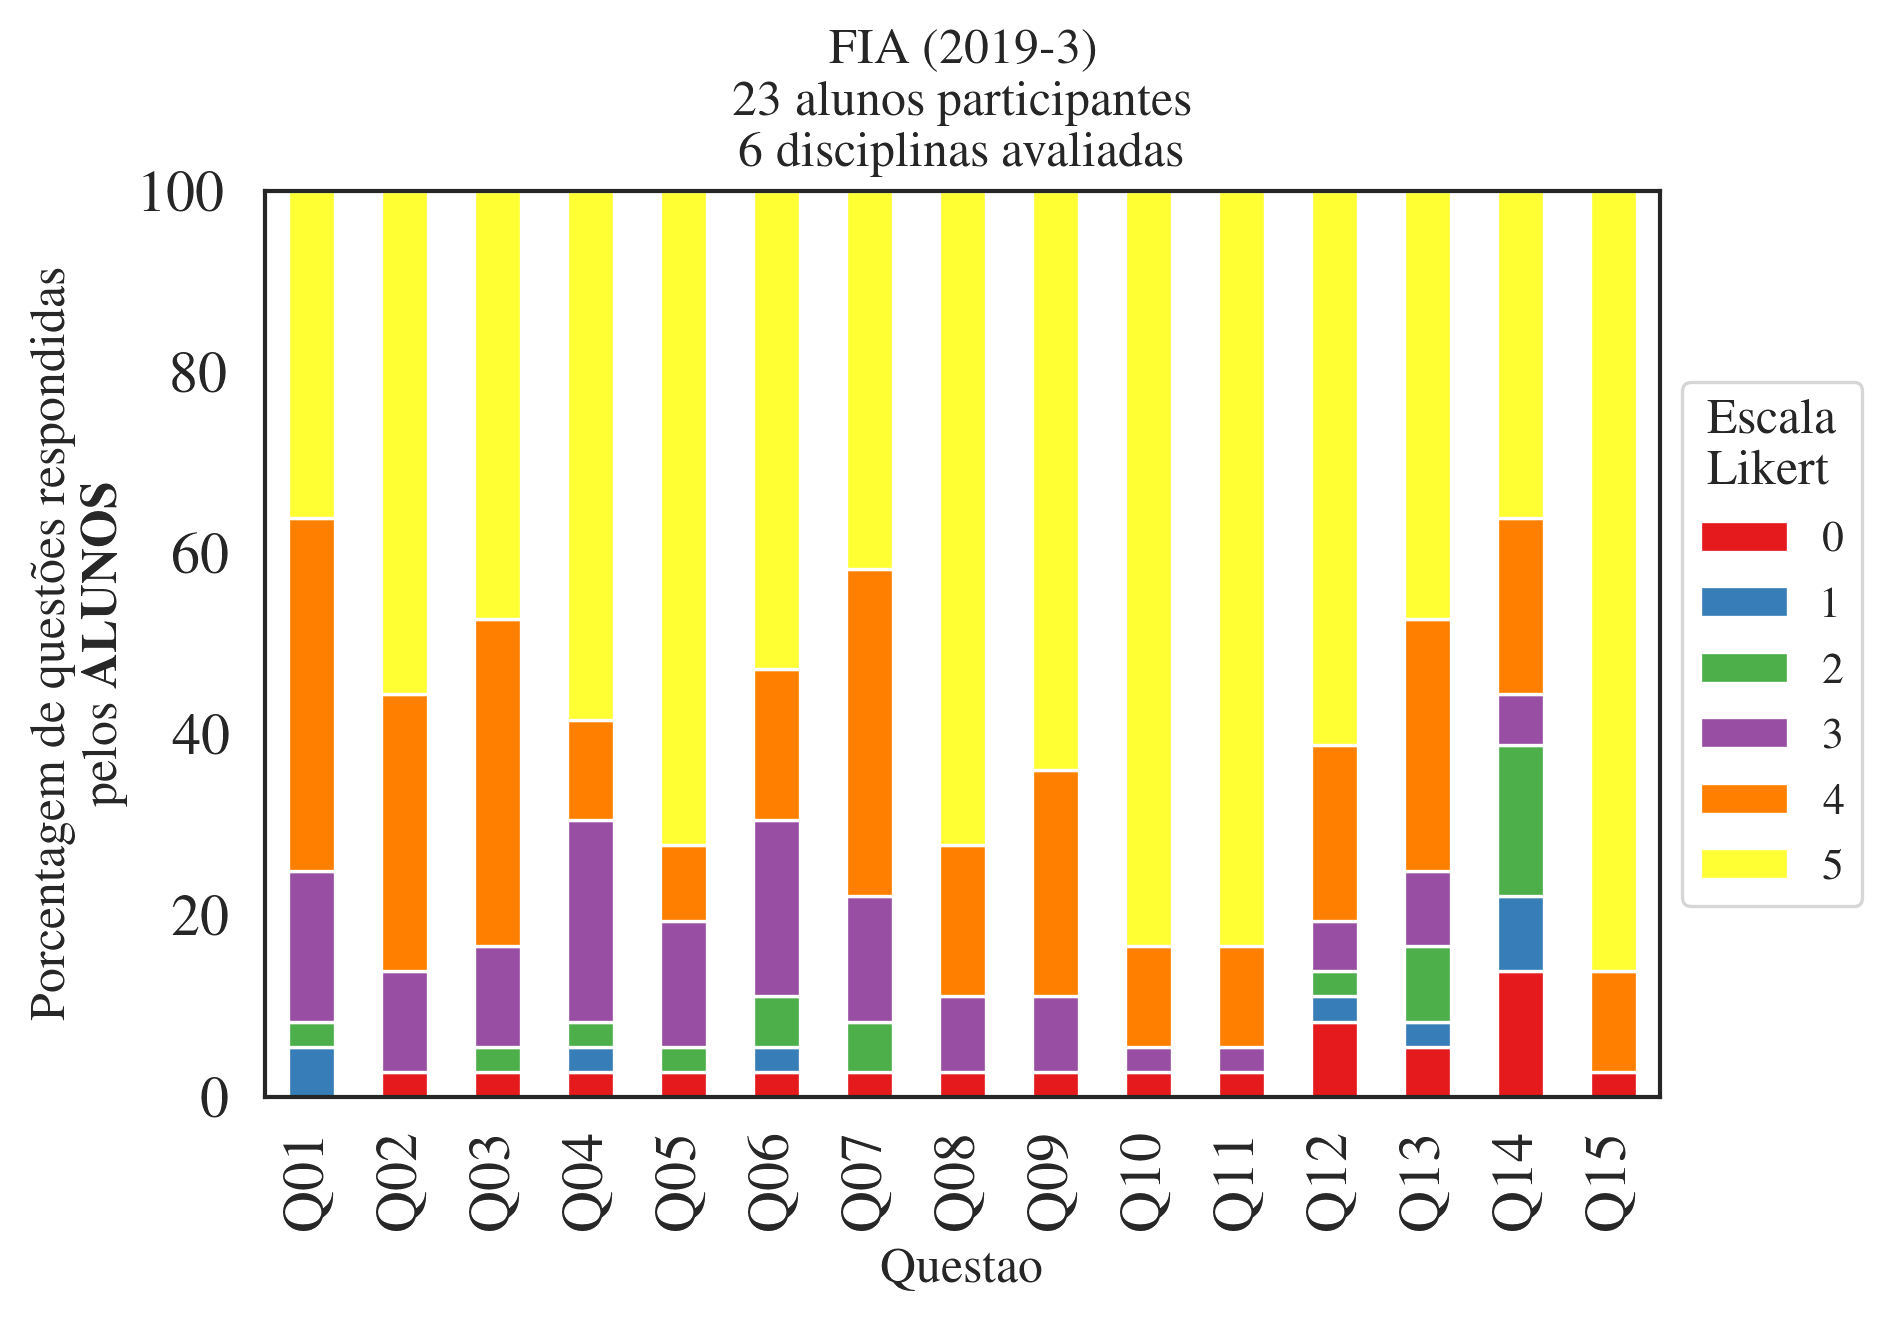 FIA (2019-3)
23 alunos participantes
6 disciplinas avaliadas
Porcentagem de questões respondidas
pelos ALUNOS
100
80
60
40
20
0
Q01
Q02
Q03
Q04
Q05
Q06
Q07
Q08
Q09
Q10
Q11
Q12
Q13
Q14
Q15
Questao
Escala
Likert
0
1
2
3
4
5